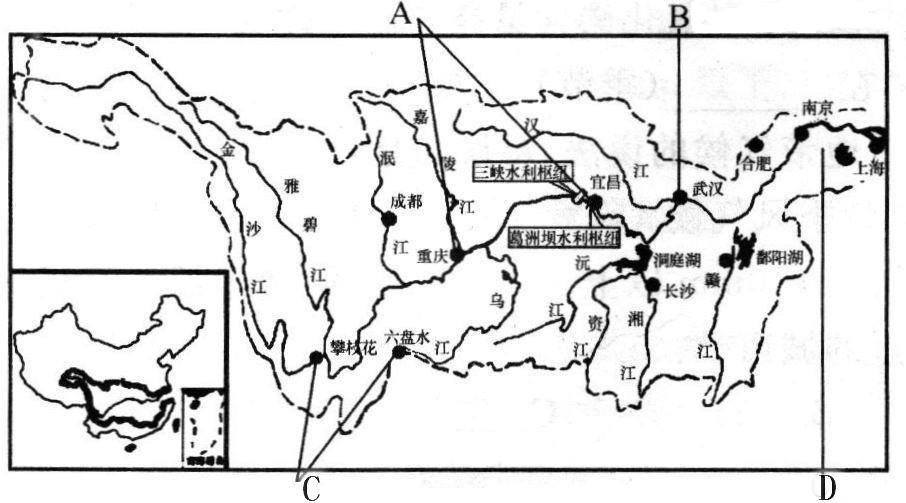 A
B
南京
嘉
汉
金
岷
雅
陵
合肥
上海
三峡水利枢纽
宜昌
江
武汉
成都
江
碧
沙
葛洲坝水利枢纽
江
重庆
沅
洞庭湖
赣
鄱阳湖
江
江
乌
长沙
江
资
湘
六盘水
攀枝花
江
江
江
江
C
D